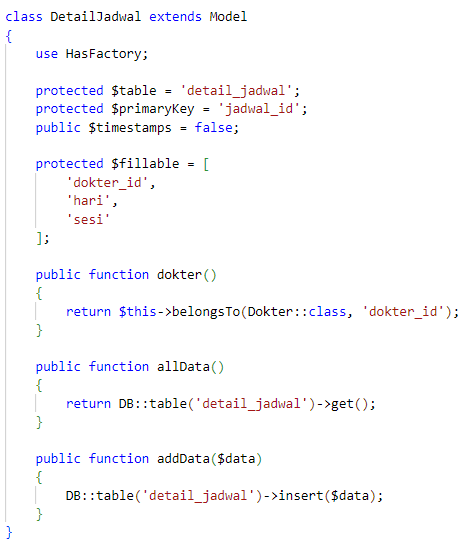 class DetailJadwal extends Model
{
    use HasFactory;

    protected $table = 'detail_jadwal';
    protected $primaryKey = 'jadwal_id';
    public $timestamps = false;

    protected $fillable = [
        'dokter_id',
        'hari',
        'sesi'
    ];

    public function dokter()
    {
        return $this->belongsTo(Dokter::class, 'dokter_id');
    }

    public function allData()
    {
        return DB::table('detail_jadwal')->get();
    }

    public function addData($data)
    {
        DB::table('detail_jadwal')->insert($data);
    }
}